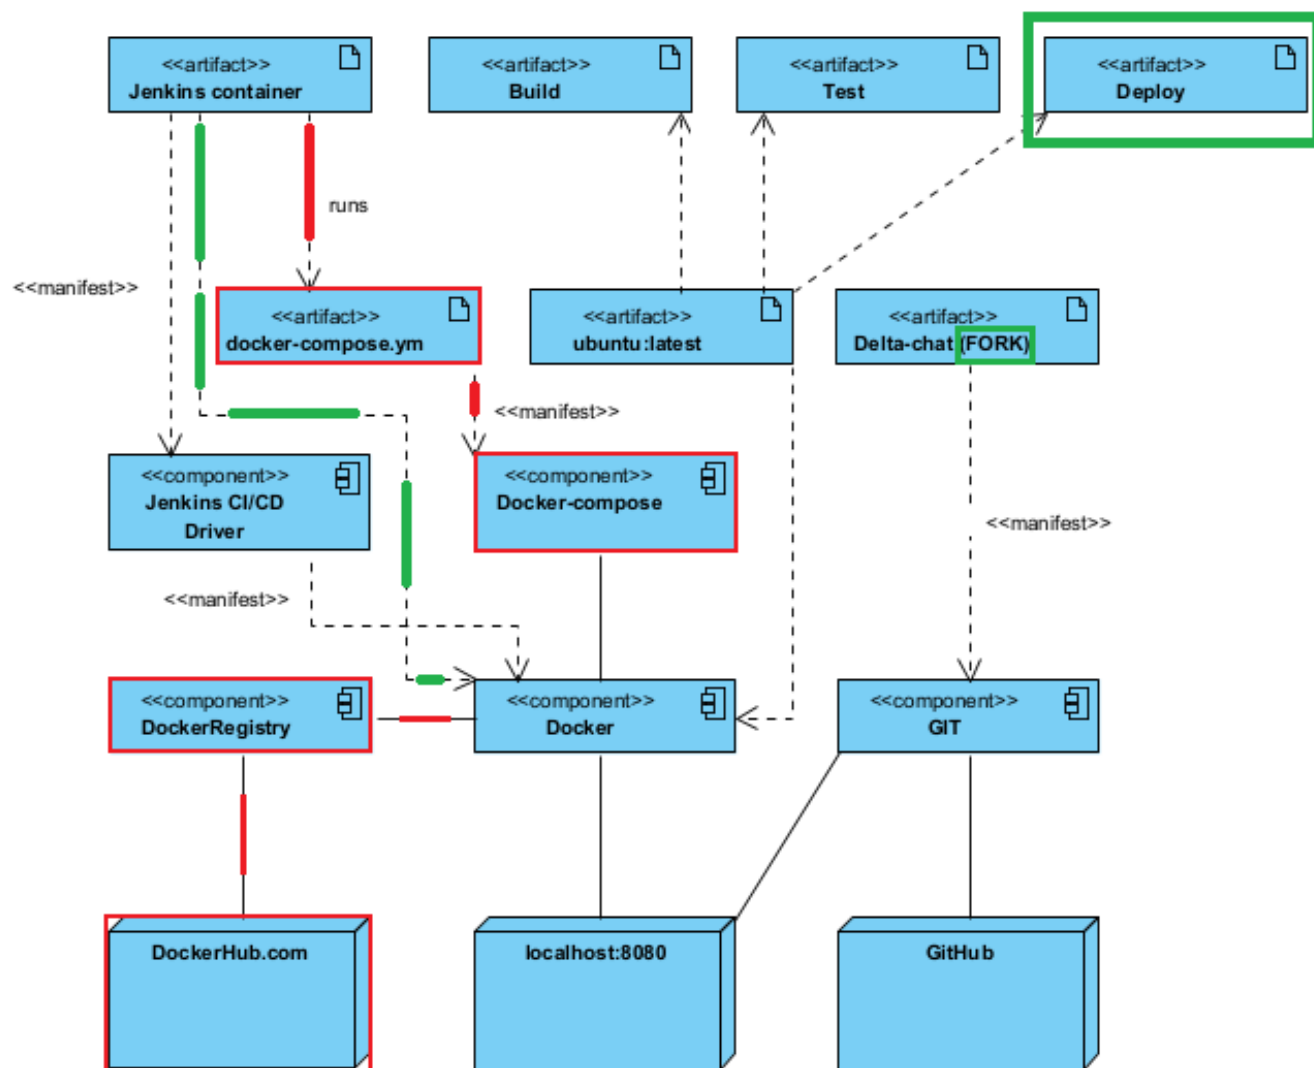 <<artifact>>
Jenkins container
<<artifact>>
Build
<<artifact>>
Test
<<artifact>>
Deploy
runs
<<manifest>>
<<artifact>>
docker-compose.ym
<<artifact>>
ubuntu:latest
<<artifact>>
Delta-chat (FORK)
<<manifest>>
<<component>>
Jenkins CI/CD
Driver
<<component>>
Docker-compose
<<manifest>>
<<manifest>>
<<component>>
DockerRegistry
<<component>>
Docker
<<component>>
GIT
DockerHub.com
localhost:8080
GitHub